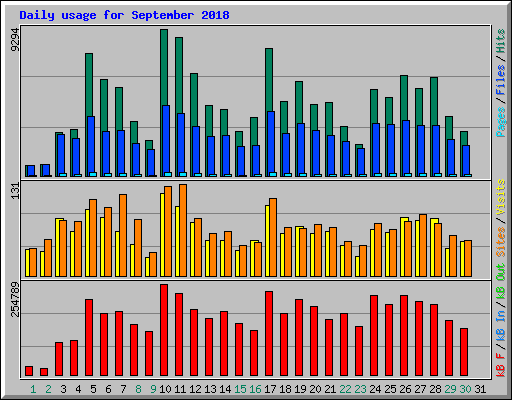 Daily usage for September 2018
9294
Pages / Files / Hits
131
kB F / kB In / kB Out Sites / Visits
254789
1 2 3 4 5 6 7 8 9 10 11 12 13 14 15 16 17 18 19 20 21 22 23 24 25 26 27 28 29 30 31